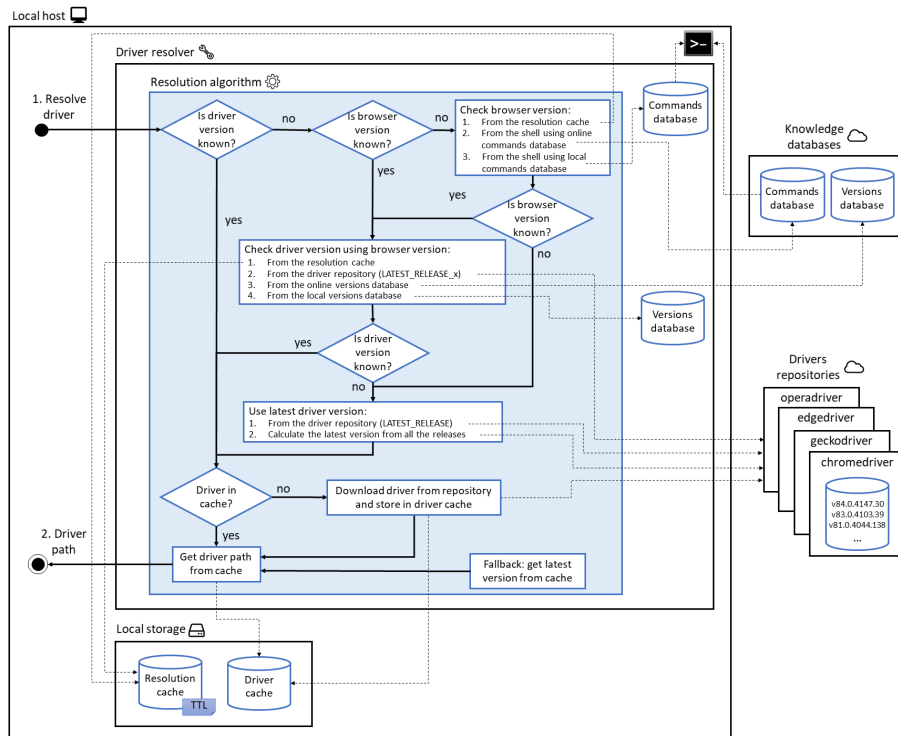 Local host
Driver resolver
Resolution algorithm
1. Resolve
driver
Is driver
version
known?
no
Is browser
version
known?
no
Check browser version:
1. From the resolution cache
2. From the shell using online
commands database
3. From the shell using local
commands database
>-
Commands
database
Knowledge
databases
Commands
database
Versions
database
yes
yes
yes
Is browser
version
known?
no
Check driver version using browser version:
1. From the resolution cache
2. From the driver repository (LATEST_RELEASE_x)
3. From the online versions database
4. From the local versions database
Versions
database
yes
Is driver
version
known?
no
Drivers
repositories
operadriver
edgedriver
geckodriver
chromedriver
v84.0.4147.30
v83.0.4103.39
v81.0.4044.138
...
Use latest driver version:
1. From the driver repository (LATEST_RELEASE)
2. Calculate the latest version from all the releases
Driver in
cache?
no
Download driver from repository
and store in driver cache
yes
2. Driver
path
Get driver path
from cache
Fallback: get latest
version from cache
Local storage
Resolution
cache
TTL
Driver
cache